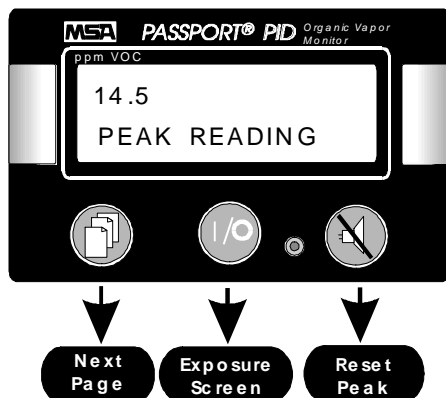 MSA PASSPORT® PID Organic Vapor
Monitor
ppm VOC
14.5
PEAK READING
I/O
Next
Page
Exposure
Screen
Reset
Peak